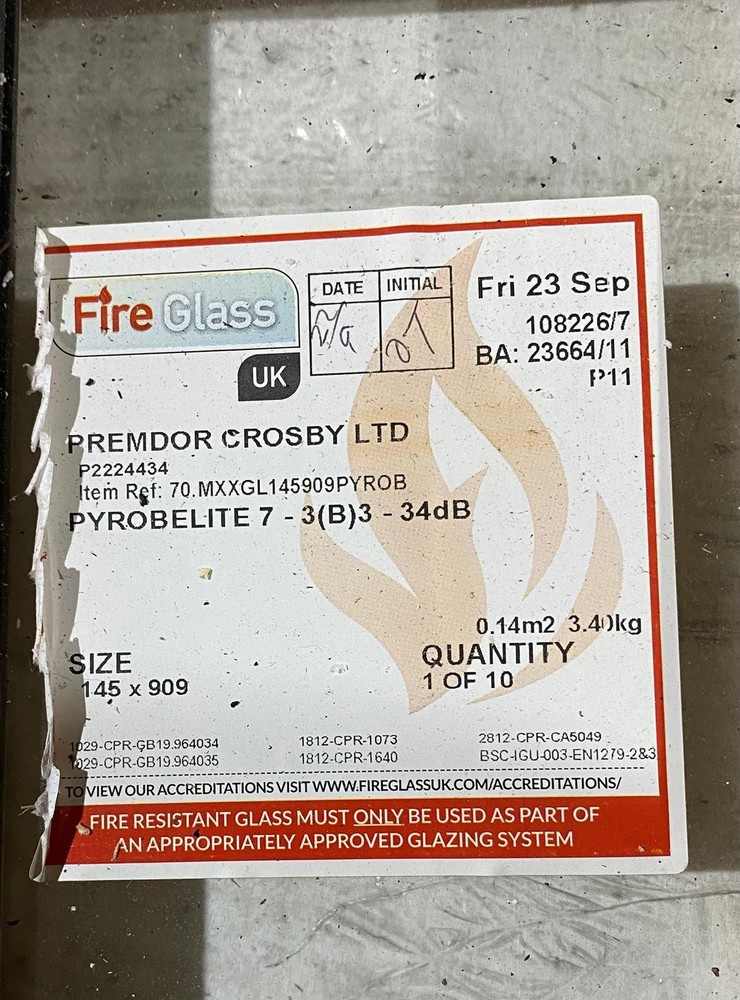 Fire Glass
UK
DATE INITIAL
Fri 23 Sep
108226/7
BA: 23664/11
P11
PREMDOR CROSBY LTD
P2224434
Item Ref: 70.MXXGL145909PYROB
PYROBELITE 7 - 3(B)3 - 34dB
0.14m2 3.40kg
SIZE
145 x 909
QUANTITY
1 OF 10
1029-CPR-GB19.964034 1812-CPR-1073 2812-CPR-CA5049
1029-CPR-GB19.964035 1812-CPR-1640 BSC-IGU-003-EN1279-2&3
TO VIEW OUR ACCREDITATIONS VISIT WWW.FIREGLASSUK.COM/ACCREDITATIONS/
FIRE RESISTANT GLASS MUST ONLY BE USED AS PART OF
AN APPROPRIATELY APPROVED GLAZING SYSTEM